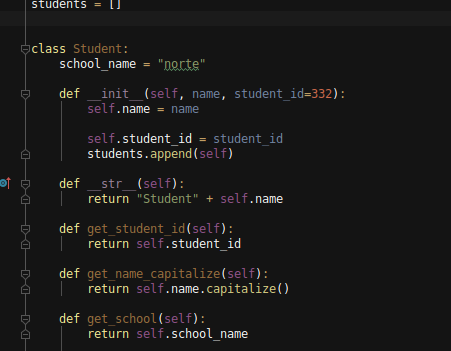 students = []
class Student:
    school_name = "norte"
    def __init__(self, name, student_id=332):
        self.name = name
        self.student_id = student_id
        students.append(self)
    def __str__(self):
        return "Student" + self.name
    def get_student_id(self):
        return self.student_id
    def get_name_capitalize(self):
        return self.name.capitalize()
    def get_school(self):
        return self.school_name